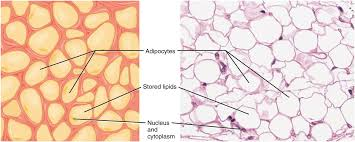 Adipocytes
Stored lipids
Nucleus
and
cytoplasm